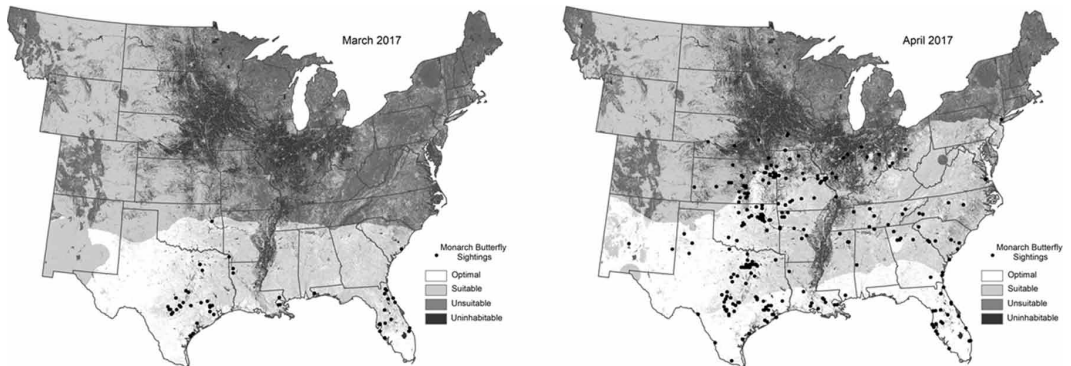 March 2017
Monarch Butterfly
Sightings
Optimal
Suitable
Unsuitable
Uninhabitable
April 2017
Monarch Butterfly
Sightings
Optimal
Suitable
Unsuitable
Uninhabitable